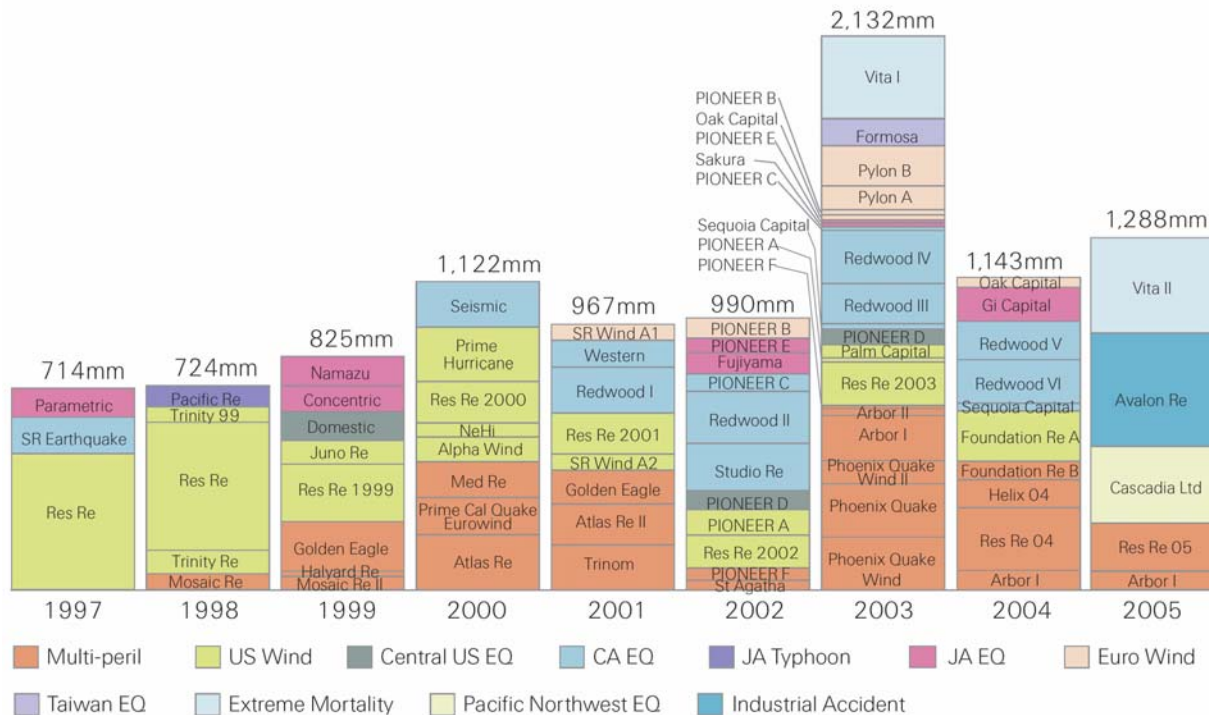 714mm
Parametric
SR Earthquake
Res Re
1997
724mm
Pacific Re
Trinity 99
Res Re
Trinity Re
Mosaic Re
1998
825mm
Namazu
Concentric
Domestic
Juno Re
Res Re 1999
Golden Eagle
Halyard Re
Mosaic Re II
1999
1,122mm
Seismic
Prime
Hurricane
Res Re 2000
NeHi
Alpha Wind
Med Re
Prime Cal Quake
Eurowind
Atlas Re
2000
967mm
SR Wind A1
Western
Redwood I
Res Re 2001
SR Wind A2
Golden Eagle
Atlas Re II
Trinom
2001
990mm
PIONEER B
PIONEER E
Fujiyama
PIONEER C
Redwood II
Studio Re
PIONEER D
PIONEER A
Res Re 2002
PIONEER F
St Agatha
2002
2,132mm
PIONEER B
Oak Capital
PIONEER E
Sakura
PIONEER C
Sequoia Capital
PIONEER A
PIONEER F
Vita I
Formosa
Pylon B
Pylon A
Redwood IV
Redwood III
PIONEER D
Palm Capital
Res Re 2003
Arbor II
Arbor I
Phoenix Quake
Wind II
Phoenix Quake
Phoenix Quake
Wind
2003
1,143mm
Oak Capital
Gi Capital
Redwood V
Redwood VI
Sequoia Capital
Foundation Re A
Foundation Re B
Helix 04
Res Re 04
Arbor I
2004
1,288mm
Vita II
Avalon Re
Cascadia Ltd
Res Re 05
Arbor I
2005
Multi-peril
US Wind
Central US EQ
CA EQ
JA Typhoon
JA EQ
Euro Wind
Taiwan EQ
Extreme Mortality
Pacific Northwest EQ
Industrial Accident